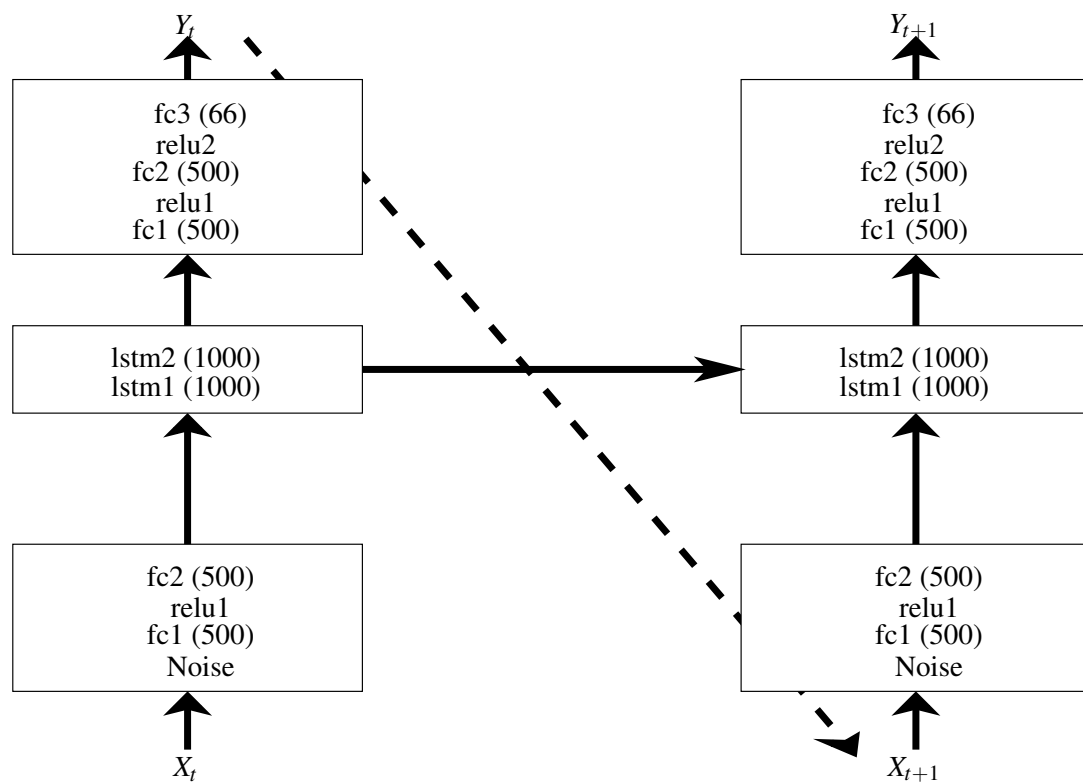 Y_t
fc3 (66)
relu2
fc2 (500)
relu1
fc1 (500)
lstm2 (1000)
lstm1 (1000)
fc2 (500)
relu1
fc1 (500)
Noise
X_t
Y_{t+1}
fc3 (66)
relu2
fc2 (500)
relu1
fc1 (500)
lstm2 (1000)
lstm1 (1000)
fc2 (500)
relu1
fc1 (500)
Noise
X_{t+1}